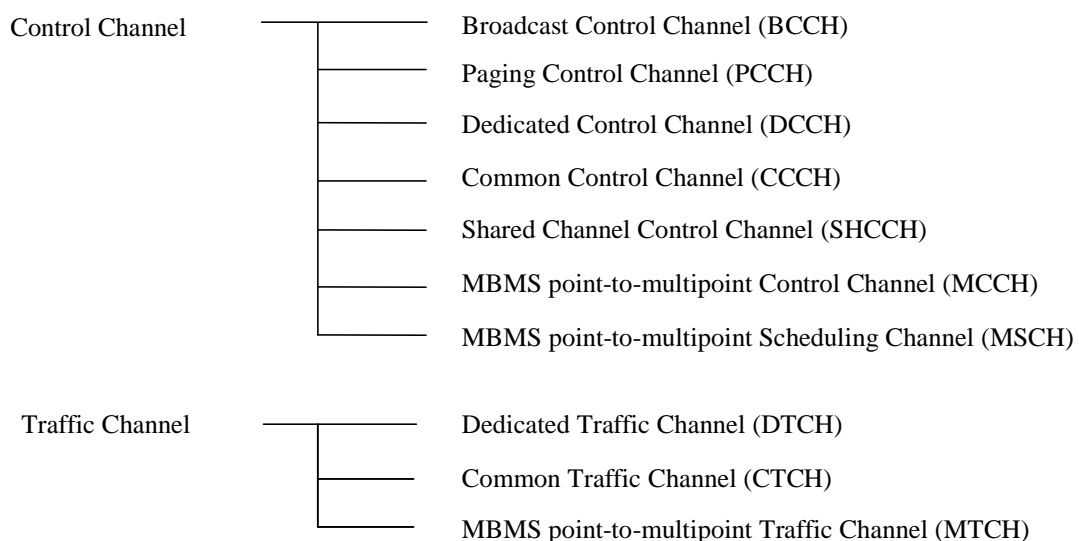 Control Channel
Broadcast Control Channel (BCCH)
Paging Control Channel (PCCH)
Dedicated Control Channel (DCCH)
Common Control Channel (CCCH)
Shared Channel Control Channel (SHCCH)
MBMS point-to-multipoint Control Channel (MCCH)
MBMS point-to-multipoint Scheduling Channel (MSCH)
Traffic Channel
Dedicated Traffic Channel (DTCH)
Common Traffic Channel (CTCH)
MBMS point-to-multipoint Traffic Channel (MTCH)